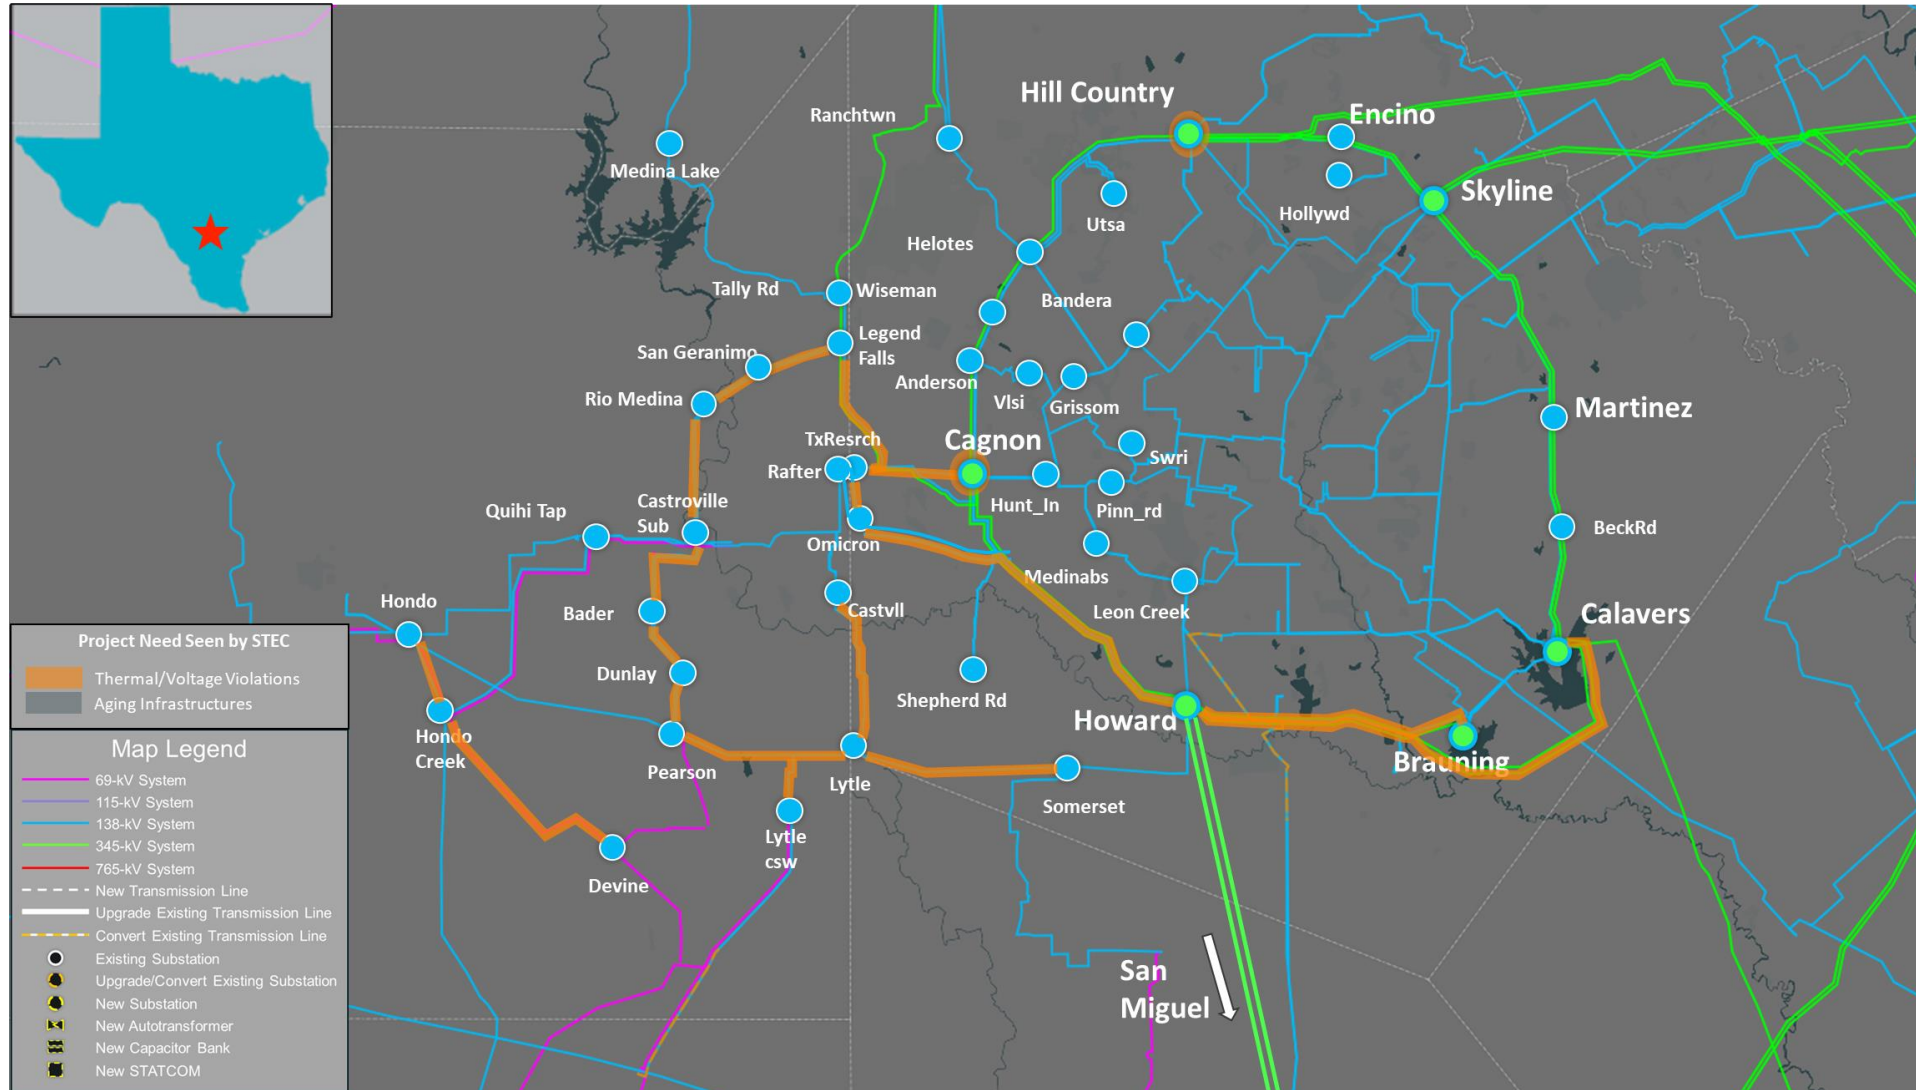 Hill Country
Encino
Ranchtwn
Medina Lake
Skyline
Utsa
Hollywd
Helotes
Tally Rd
Wiseman
Bandera
Legend
Falls
San Geranimo
Anderson
Vlsi
Grissom
Rio Medina
Martinez
TxResrch
Cagnon
Rafter
Swri
Castroville
Sub
Hunt_In
Pinn_rd
Quihi Tap
BeckRd
Omicron
Medinabs
Hondo
Bader
Castvll
Leon Creek
Calavers
Project Need Seen by STEC
Thermal/Voltage Violations
Aging Infrastructures
Dunlay
Shepherd Rd
Howard
Hondo
Creek
Pearson
Lytle
Brauning
Somerset
Lytle
csw
Devine
San
Miguel
Map Legend
69-kV System
115-kV System
138-kV System
345-kV System
765-kV System
New Transmission Line
Upgrade Existing Transmission Line
Convert Existing Transmission Line
Existing Substation
Upgrade/Convert Existing Substation
New Substation
New Autotransformer
New Capacitor Bank
New STATCOM